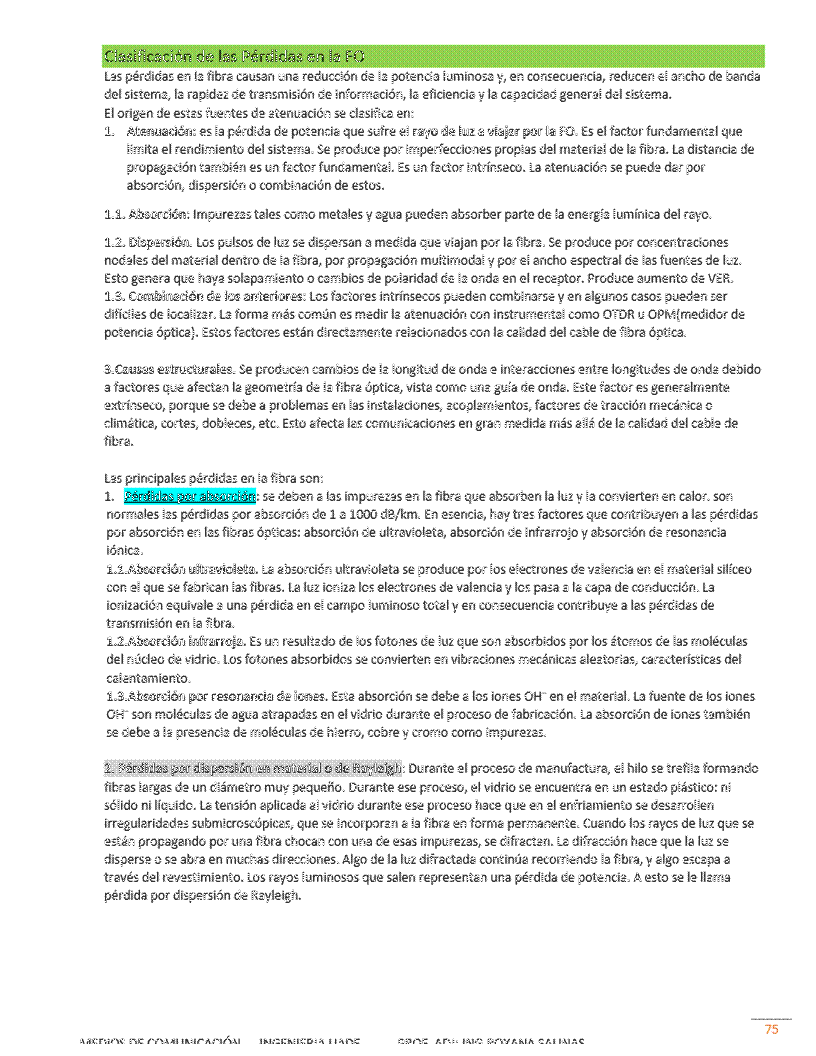 Clasificación de las Pérdidas en la FO
Las pérdidas en la fibra causan una reducción de la potencia luminosa y, en consecuencia, reducen el ancho de banda
del sistema, la rapidez de transmisión de información, la eficiencia y la capacidad general del sistema.
El origen de estas fuentes de atenuación se clasifica en:
1. Atenuación: es la pérdida de potencia que sufre el rayo de luz a viajar por la FO. Es el factor fundamental que
limita el rendimiento del sistema. Se produce por imperfecciones propias del material de la fibra. La distancia de
propagación también es un factor fundamental. Es un factor intrínseco. La atenuación se puede dar por
absorción, dispersión o combinación de estos.
1.1. Absorción: Impurezas tales como metales y agua pueden absorber parte de la energía lumínica del rayo.
1.2. Dispersión. Los pulsos de luz se dispersan a medida que viajan por la fibra. Se produce por concentraciones
nodales del material dentro de la fibra, por propagación multimodal y por el ancho espectral de las fuentes de luz.
Esto genera que haya solapamiento o cambios de polaridad de la onda en el receptor. Produce aumento de VER.
1.3. Combinación de los anteriores: Los factores intrínsecos pueden combinarse y en algunos casos pueden ser
difíciles de localizar. La forma más común es medir la atenuación con instrumental como OTDR u OPM(medidor de
potencia óptica). Estos factores están directamente relacionados con la calidad del cable de fibra óptica.
3.Causas estructurales. Se producen cambios de la longitud de onda e interacciones entre longitudes de onda debido
a factores que afectan la geometría de la fibra óptica, vista como una guía de onda. Este factor es generalmente
extrínseco, porque se debe a problemas en las instalaciones, acoplamientos, factores de tracción mecánica o
climática, cortes, dobleces, etc. Esto afecta las comunicaciones en gran medida más allá de la calidad del cable de
fibra.
Las principales pérdidas en la fibra son:
1. Pérdidas por absorción: se deben a las impurezas en la fibra que absorben la luz y la convierten en calor. son
normales las pérdidas por absorción de 1 a 1000 dB/km. En esencia, hay tres factores que contribuyen a las pérdidas
por absorción en las fibras ópticas: absorción de ultravioleta, absorción de infrarrojo y absorción de resonancia
iónica.
1.1.Absorción ultravioleta. La absorción ultravioleta se produce por los electrones de valencia en el material silíceo
con el que se fabrican las fibras. La luz ioniza los electrones de valencia y los pasa a la capa de conducción. La
ionización equivale a una pérdida en el campo luminoso total y en consecuencia contribuye a las pérdidas de
transmisión en la fibra.
1.2.Absorción infrarroja. Es un resultado de los fotones de luz que son absorbidos por los átomos de las moléculas
del núcleo de vidrio. Los fotones absorbidos se convierten en vibraciones mecánicas aleatorias, características del
calentamiento.
1.3.Absorción por resonancia de iones. Esta absorción se debe a los iones OH⁻ en el material. La fuente de los iones
OH⁻ son moléculas de agua atrapadas en el vidrio durante el proceso de fabricación. La absorción de iones también
se debe a la presencia de moléculas de hierro, cobre y cromo como impurezas.
2. Pérdidas por dispersión en material o de Rayleigh: Durante el proceso de manufactura, el hilo se trefila formando
fibras largas de un diámetro muy pequeño. Durante ese proceso, el vidrio se encuentra en un estado plástico: ni
sólido ni líquido. La tensión aplicada al vidrio durante ese proceso hace que en el enfriamiento se desarrollen
irregularidades submicroscópicas, que se incorporan a la fibra en forma permanente. Cuando los rayos de luz que se
están propagando por una fibra chocan con una de esas impurezas, se difractan. La difracción hace que la luz se
disperse o se abra en muchas direcciones. Algo de la luz difractada continúa recorriendo la fibra, y algo escapa a
través del revestimiento. Los rayos luminosos que salen representan una pérdida de potencia. A esto se le llama
pérdida por dispersión de Rayleigh.
75
MEDIOS DE COMUNICACIÓN INGENIERIA UADE PROF. ADJ: ING ROXANA SALINAS